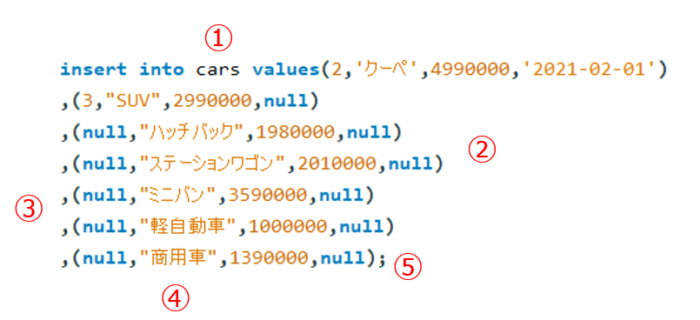 ①
insert into cars values(2,'クーペ',4990000,'2021-02-01')
,(3,"SUV",2990000,null)
,(null,"ハッチバック",1980000,null)
②
,(null,"ステーションワゴン",2010000,null)
,(null,"ミニバン",3590000,null)
③
,(null,"軽自動車",1000000,null)
,(null,"商用車",1390000,null);
⑤
④